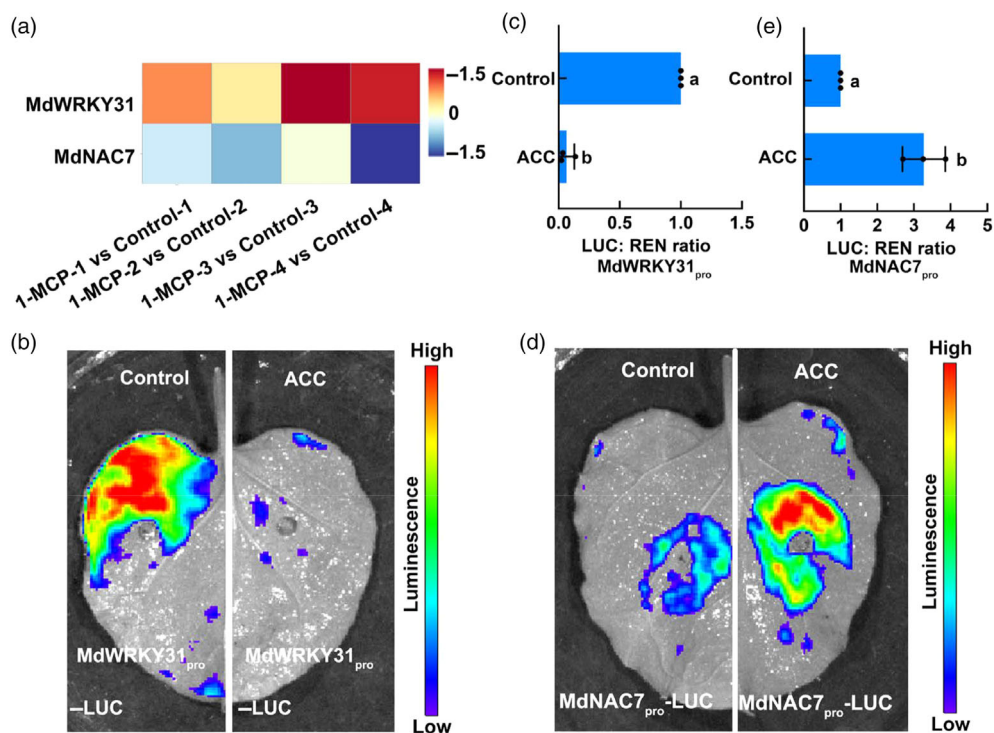 (a)
MdWRKY31
MdNAC7
–1.5
0
–1.5
1-MCP-1 vs Control-1
1-MCP-2 vs Control-2
1-MCP-3 vs Control-3
1-MCP-4 vs Control-4
(c)
Control
a
ACC
b
0.0 0.5 1.0 1.5
LUC: REN ratio
MdWRKY31pro
(e)
Control
a
ACC
b
0 1 2 3 4 5
LUC: REN ratio
MdNAC7pro
(b)
Control ACC
MdWRKY31pro MdWRKY31pro
–LUC –LUC
High
Luminescence
Low
(d)
Control ACC
MdNAC7pro-LUC MdNAC7pro-LUC
High
Luminescence
Low